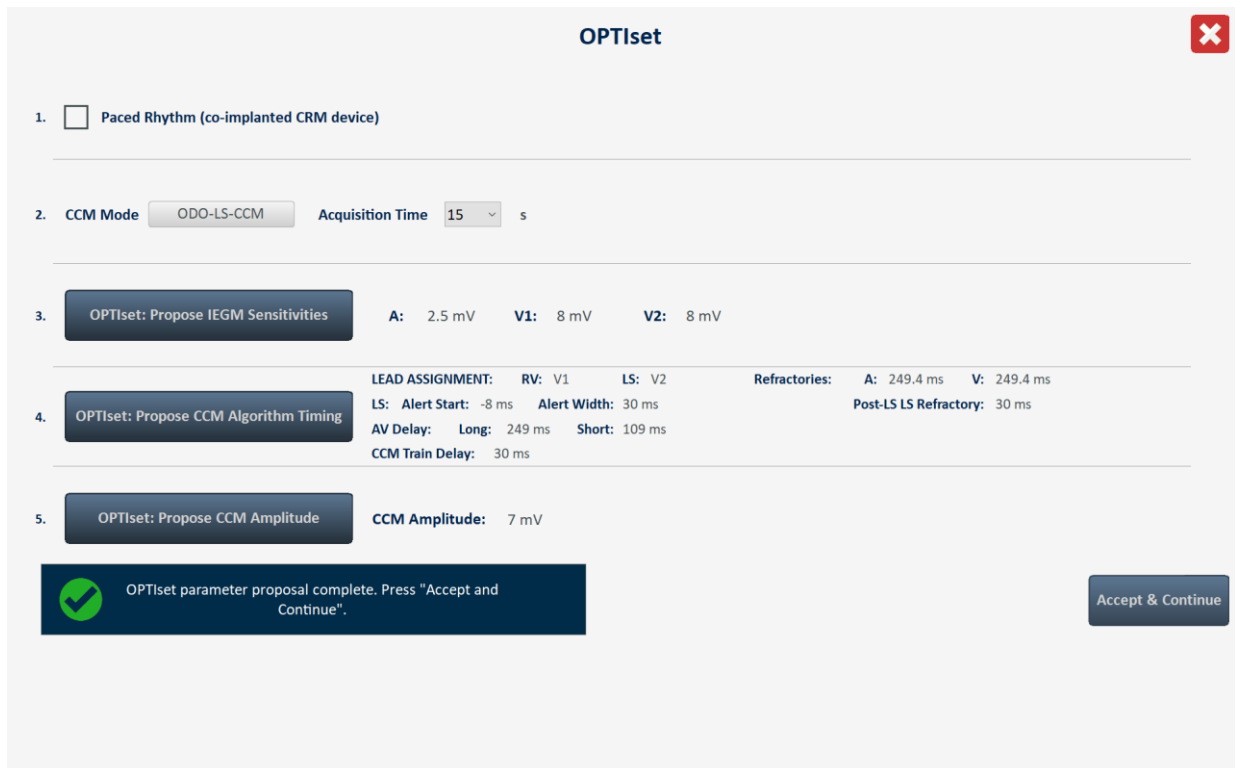 OPTIset
1. Paced Rhythm (co-implanted CRM device)
2. CCM Mode ODO-LS-CCM Acquisition Time 15 s
3. OPTIset: Propose IEGM Sensitivities A: 2.5 mV V1: 8 mV V2: 8 mV
LEAD ASSIGNMENT: RV: V1 LS: V2 Refractories: A: 249.4 ms V: 249.4 ms
4. OPTIset: Propose CCM Algorithm Timing LS: Alert Start: -8 ms Alert Width: 30 ms Post-LS LS Refractory: 30 ms
AV Delay: Long: 249 ms Short: 109 ms
CCM Train Delay: 30 ms
5. OPTIset: Propose CCM Amplitude CCM Amplitude: 7 mV
OPTIset parameter proposal complete. Press "Accept and
Continue".
Accept & Continue